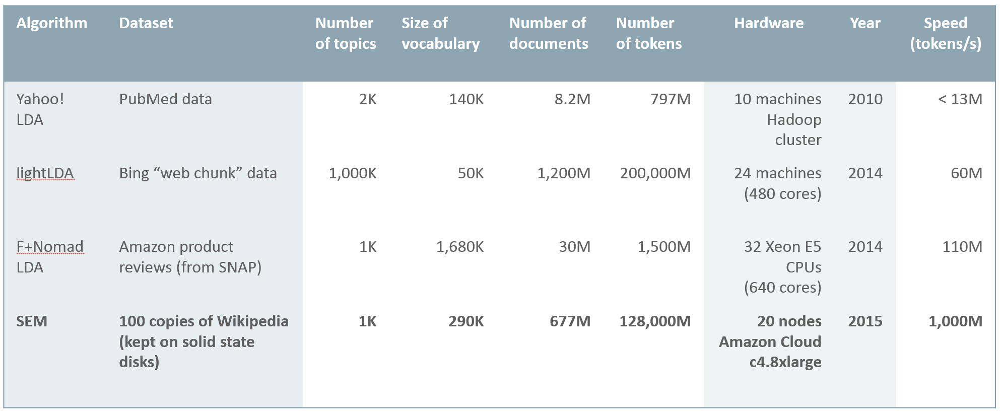 Algorithm Dataset Number of topics Size of vocabulary Number of documents Number of tokens Hardware Year Speed (tokens/s)
Yahoo! LDA PubMed data 2K 140K 8.2M 797M 10 machines Hadoop cluster 2010 < 13M
lightLDA Bing “web chunk” data 1,000K 50K 1,200M 200,000M 24 machines (480 cores) 2014 60M
F+Nomad LDA Amazon product reviews (from SNAP) 1K 1,680K 30M 1,500M 32 Xeon E5 CPUs (640 cores) 2014 110M
SEM 100 copies of Wikipedia (kept on solid state disks) 1K 290K 677M 128,000M 20 nodes Amazon Cloud c4.8xlarge 2015 1,000M